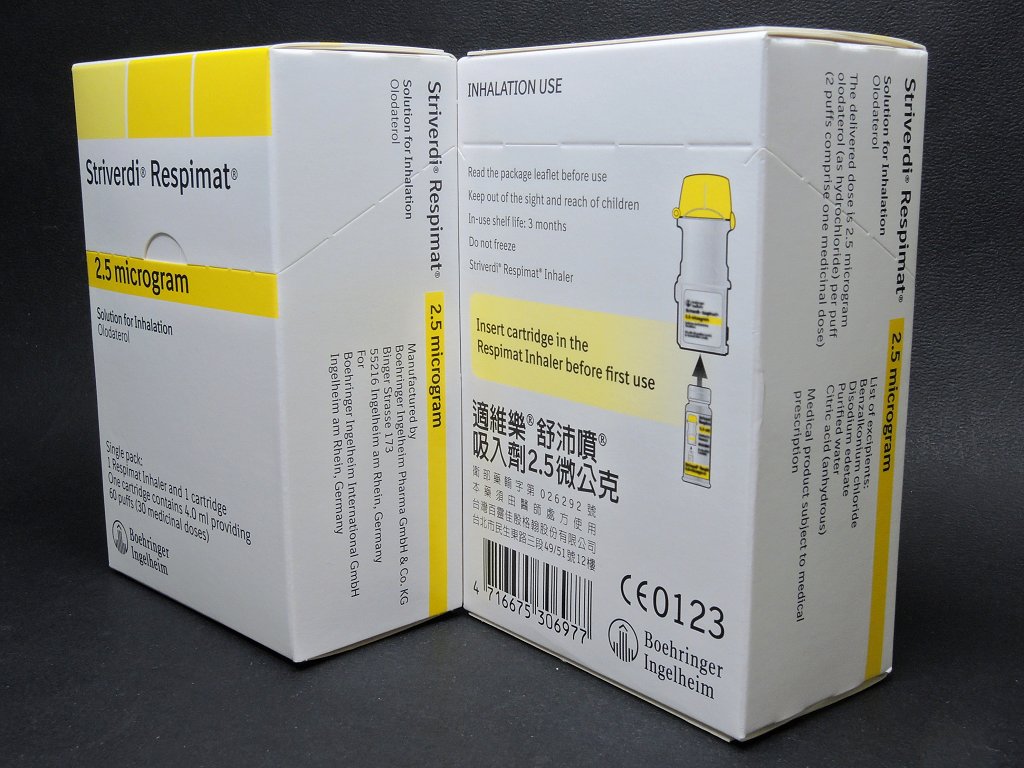 Striverdi® Respimat®
2.5 microgram
Solution for Inhalation
Olodaterol
Single pack:
1 Respimat Inhaler and 1 cartridge
One cartridge contains 4.0 ml providing
60 puffs (30 medicinal doses)
Boehringer
Ingelheim
Striverdi® Respimat®
Solution for Inhalation
Olodaterol
2.5 microgram
Manufactured by
Boehringer Ingelheim Pharma GmbH & Co. KG
Binger Strasse 173
55216 Ingelheim am Rhein, Germany
For
Boehringer Ingelheim International GmbH
Ingelheim am Rhein, Germany
INHALATION USE
Read the package leaflet before use
Keep out of the sight and reach of children
In-use shelf life: 3 months
Do not freeze
Striverdi® Respimat® Inhaler
Insert cartridge in the
Respimat Inhaler before first use
適維樂® 舒沛噴®
吸入劑2.5微公克
衛部藥輸字第 026292 號
本藥須由醫師處方使用
台灣百靈佳殷格翰股份有限公司
台北市民生東路三段49/51號12樓
4 716675 306977
CE0123
Boehringer
Ingelheim
Striverdi® Respimat®
Solution for Inhalation
Olodaterol
The delivered dose is 2.5 microgram
olodaterol (as hydrochloride) per puff
(2 puffs comprise one medicinal dose)
2.5 microgram
List of excipients:
Benzalkonium chloride
Disodium edetate
Purified water
Citric acid (anhydrous)
Medical product subject to medical
prescription